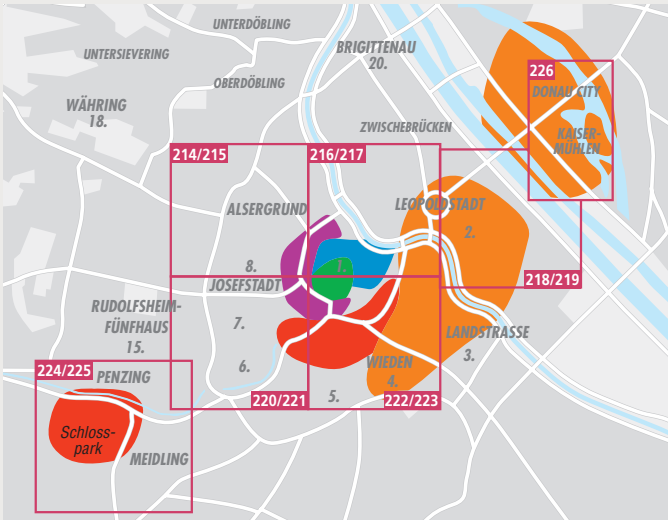 UNTERDÖBLING
UNTERSIEVERING
BRIGITTENAU
20.
226
OBERDÖBLING
DONAU CITY
WÄHRING
18.
ZWISCHEBRÜCKEN
KAISER-
MÜHLEN
214/215
216/217
ALSERGRUND
LEOPOLDSTADT
2.
8.
1.
JOSEFSTADT
218/219
RUDOLFSHEIM-
FÜNFHAUS
15.
7.
LANDSTRASSE
3.
224/225
PENZING
6.
WIEDEN
4.
220/221
5.
222/223
Schloss-
park
MEIDLING